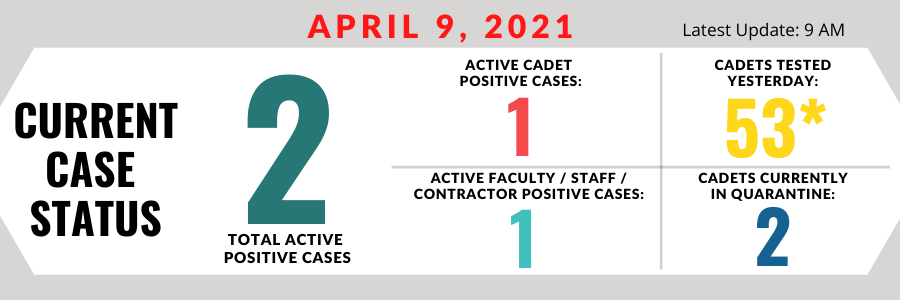 APRIL 9, 2021
Latest Update: 9 AM
CURRENT
CASE
STATUS
2
TOTAL ACTIVE
POSITIVE CASES
ACTIVE CADET
POSITIVE CASES:
1
CADETS TESTED
YESTERDAY:
53*
ACTIVE FACULTY / STAFF /
CONTRACTOR POSITIVE CASES:
1
CADETS CURRENTLY
IN QUARANTINE:
2